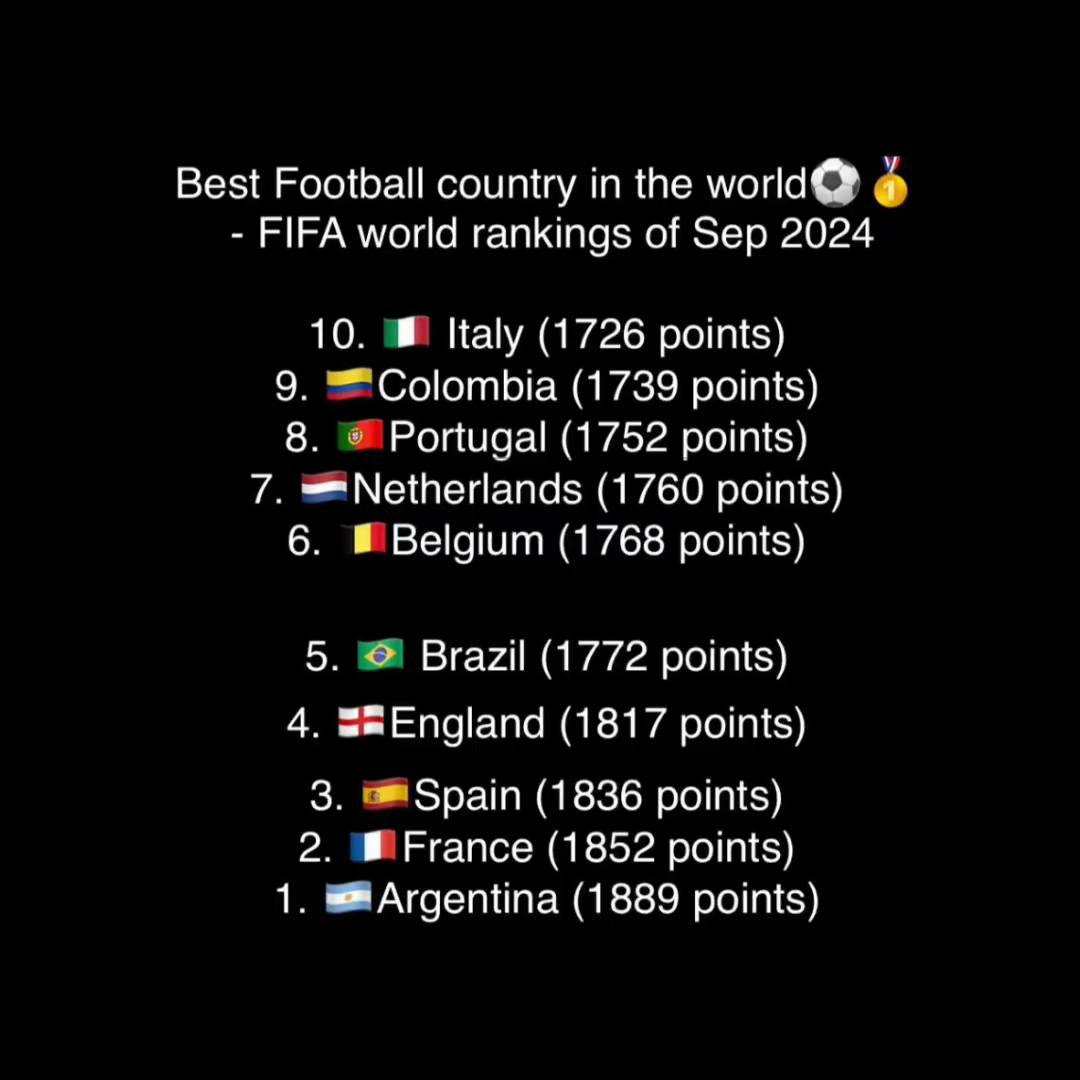 Best Football country in the world⚽🥇
- FIFA world rankings of Sep 2024
10. 🇮🇹 Italy (1726 points)
9. 🇨🇴Colombia (1739 points)
8. 🇵🇹Portugal (1752 points)
7. 🇳🇱Netherlands (1760 points)
6. 🇧🇪Belgium (1768 points)
5. 🇧🇷 Brazil (1772 points)
4. 🏴󠁧󠁢󠁥󠁮󠁧󠁿England (1817 points)
3. 🇪🇸Spain (1836 points)
2. 🇫🇷France (1852 points)
1. 🇦🇷Argentina (1889 points)